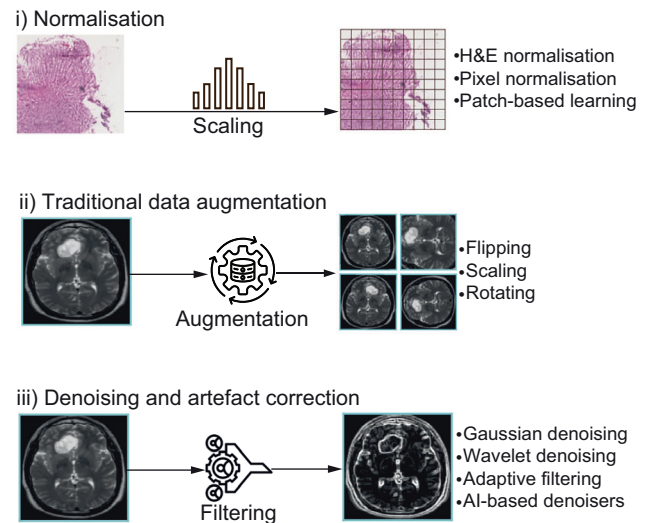 i) Normalisation
Scaling
•H&E normalisation
•Pixel normalisation
•Patch-based learning
ii) Traditional data augmentation
Augmentation
•Flipping
•Scaling
•Rotating
iii) Denoising and artefact correction
Filtering
•Gaussian denoising
•Wavelet denoising
•Adaptive filtering
•AI-based denoisers